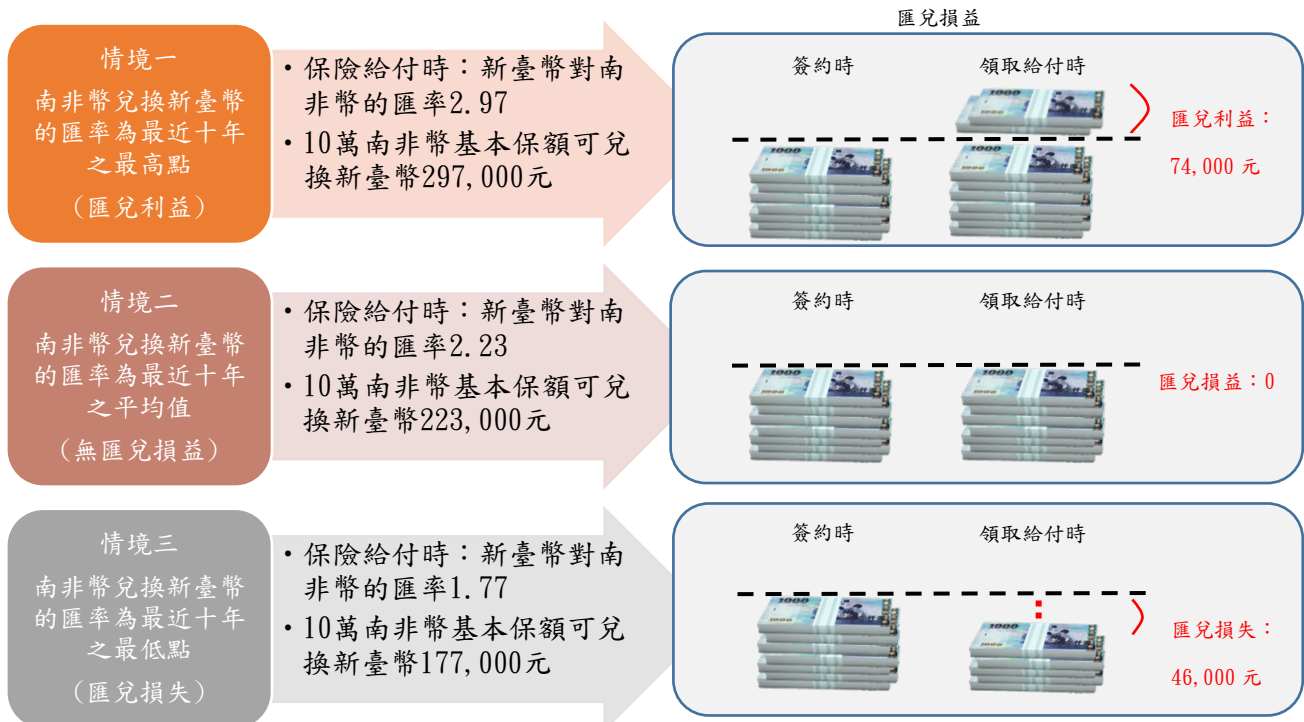 匯兌損益
情境一
南非幣兌換新臺幣
的匯率為最近十年
之最高點
（匯兌利益）
・保險給付時：新臺幣對南
非幣的匯率2.97
・10萬南非幣基本保額可兌
換新臺幣297,000元
簽約時
領取給付時
匯兌利益：
74,000 元
情境二
南非幣兌換新臺幣
的匯率為最近十年
之平均值
（無匯兌損益）
・保險給付時：新臺幣對南
非幣的匯率2.23
・10萬南非幣基本保額可兌
換新臺幣223,000元
簽約時
領取給付時
匯兌損益：0
情境三
南非幣兌換新臺幣
的匯率為最近十年
之最低點
（匯兌損失）
・保險給付時：新臺幣對南
非幣的匯率1.77
・10萬南非幣基本保額可兌
換新臺幣177,000元
簽約時
領取給付時
匯兌損失：
46,000 元